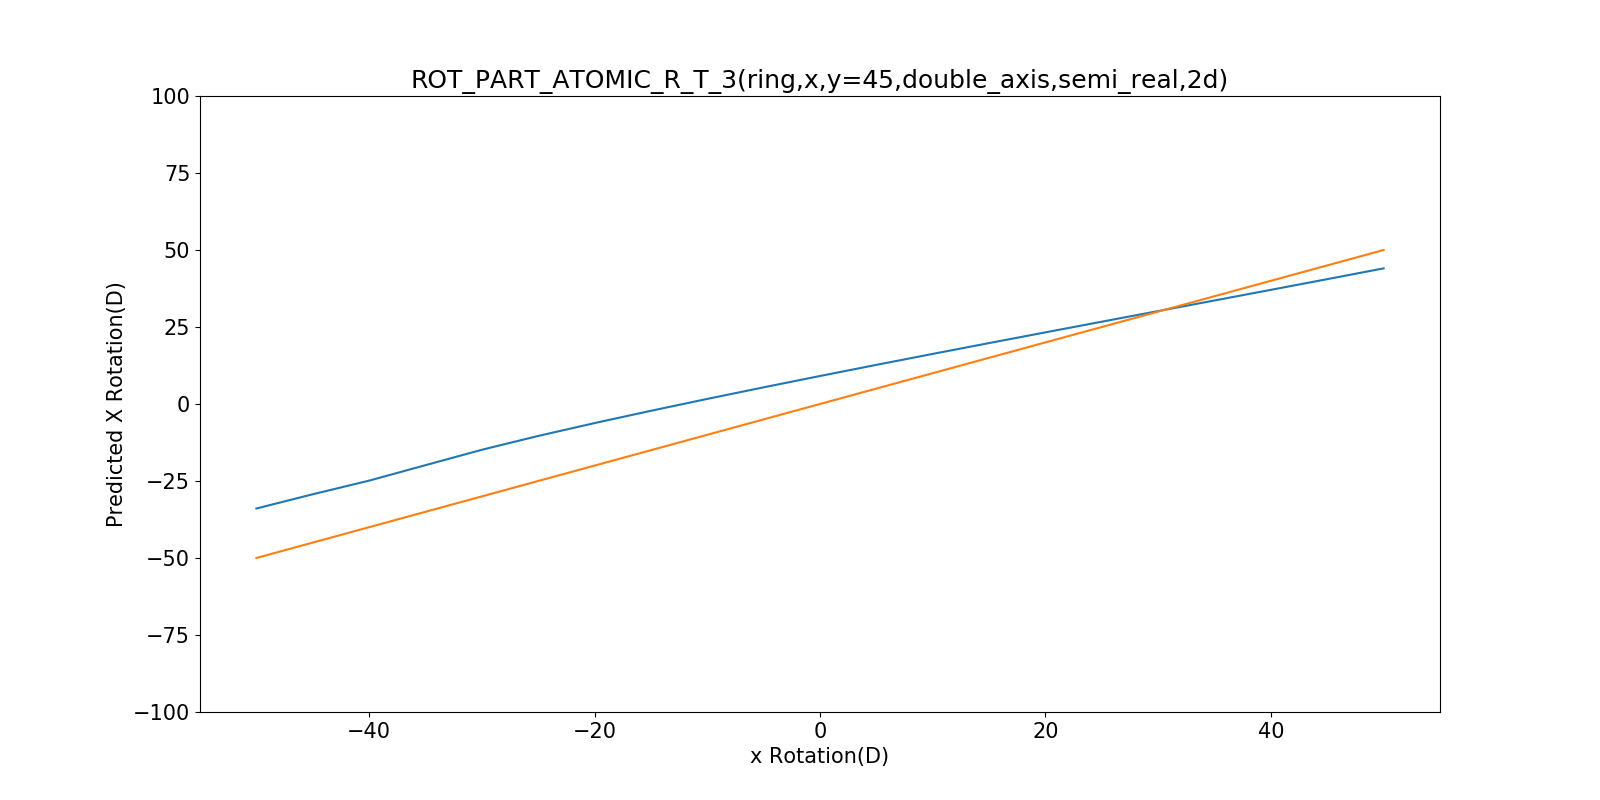 ROT_PART_ATOMIC_R_T_3(ring,x,y=45,double_axis,semi_real,2d)
100
75
50
25
0
−25
−50
−75
−100
Predicted X Rotation(D)
−40 −20 0 20 40
x Rotation(D)